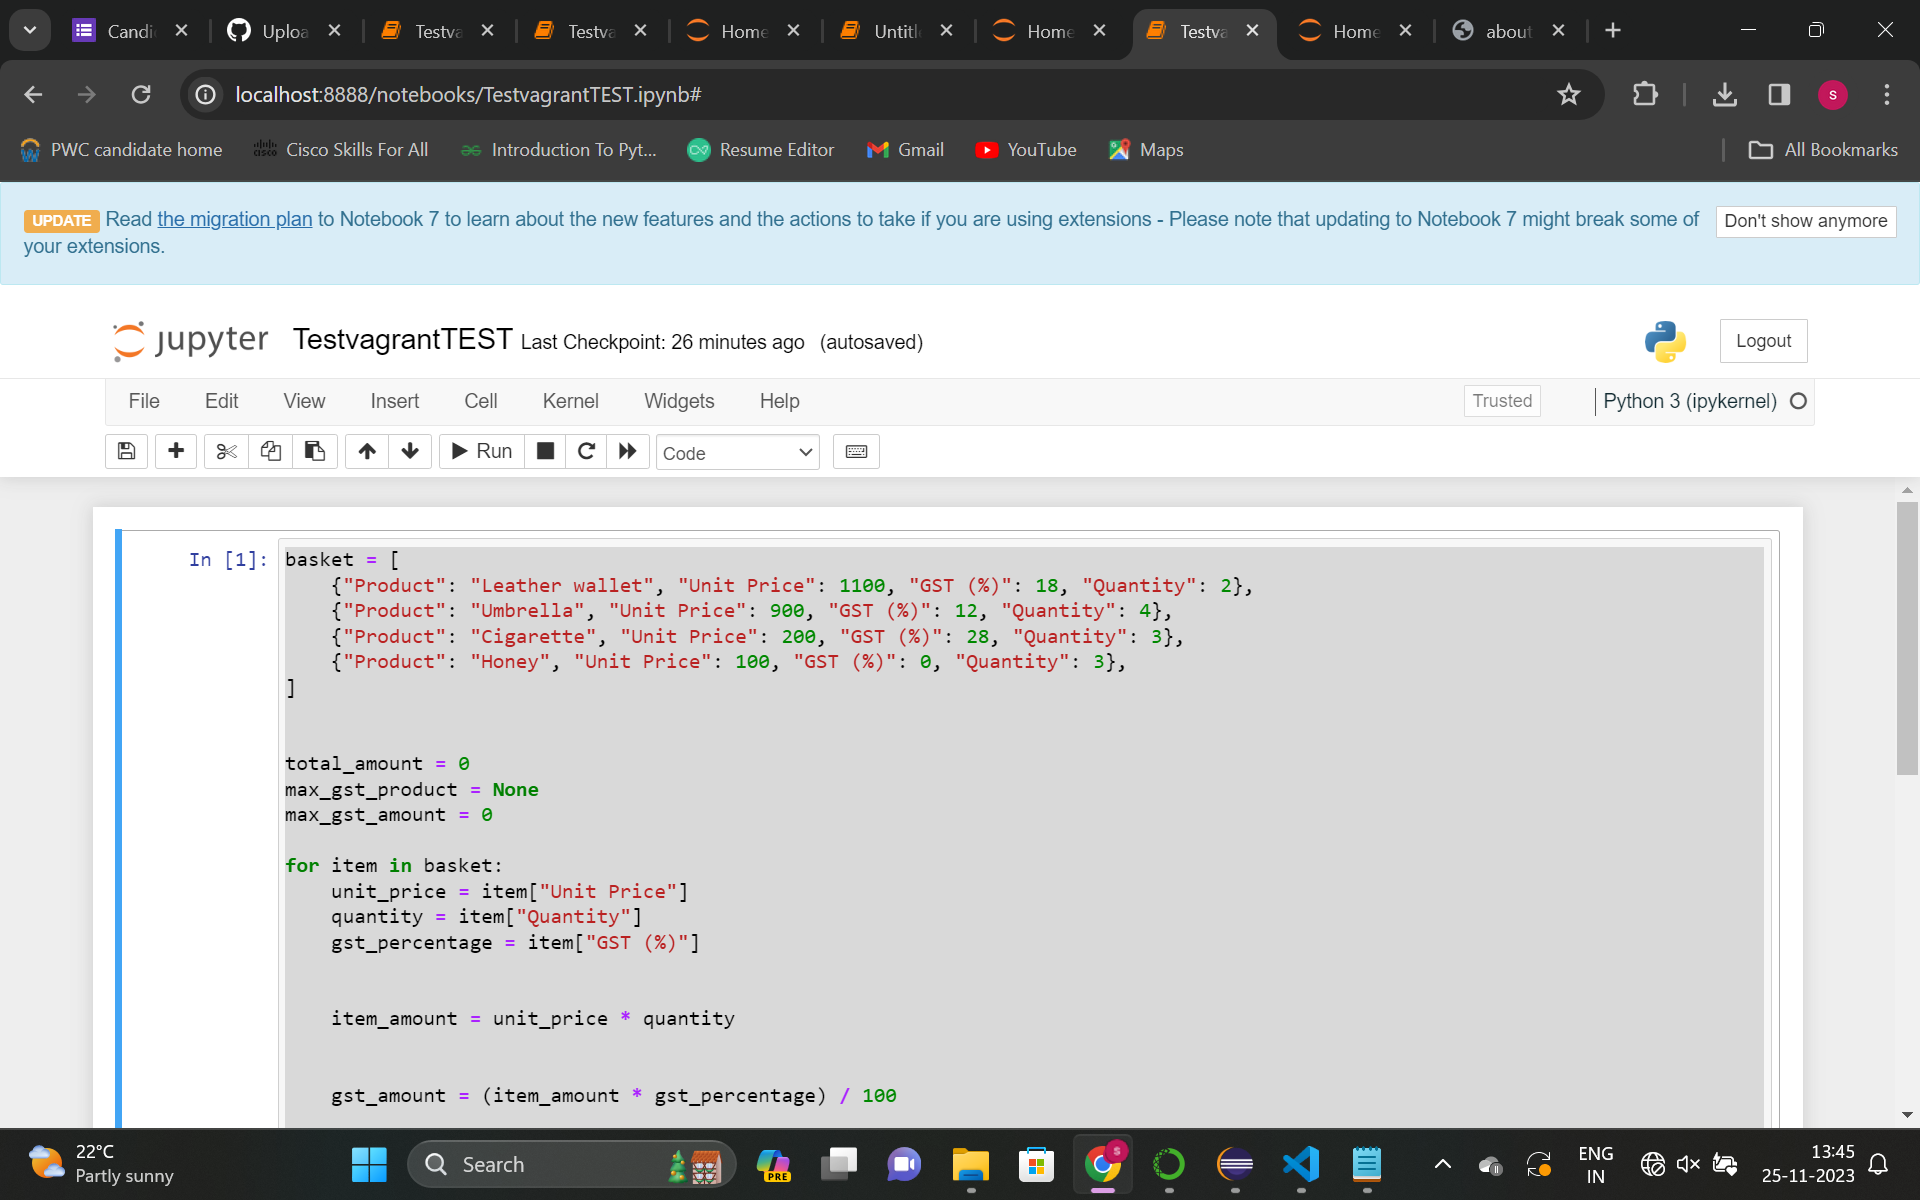 Candi Uploa Testva Testva Home Untitl Home Testva Home about
localhost:8888/notebooks/TestvagrantTEST.ipynb# s
PWC candidate home Cisco Skills For All Introduction To Pyt... Resume Editor Gmail YouTube Maps All Bookmarks
UPDATE Read the migration plan to Notebook 7 to learn about the new features and the actions to take if you are using extensions - Please note that updating to Notebook 7 might break some of Don't show anymore
your extensions.
jupyter TestvagrantTEST Last Checkpoint: 26 minutes ago (autosaved) Logout
File Edit View Insert Cell Kernel Widgets Help Trusted Python 3 (ipykernel)
Run Code
In [1]: basket = [
{"Product": "Leather wallet", "Unit Price": 1100, "GST (%)": 18, "Quantity": 2},
{"Product": "Umbrella", "Unit Price": 900, "GST (%)": 12, "Quantity": 4},
{"Product": "Cigarette", "Unit Price": 200, "GST (%)": 28, "Quantity": 3},
{"Product": "Honey", "Unit Price": 100, "GST (%)": 0, "Quantity": 3},
]
total_amount = 0
max_gst_product = None
max_gst_amount = 0
for item in basket:
unit_price = item["Unit Price"]
quantity = item["Quantity"]
gst_percentage = item["GST (%)"]
item_amount = unit_price * quantity
gst_amount = (item_amount * gst_percentage) / 100
22°C
Partly sunny
Search
PRE
s
ENG
IN
13:45
25-11-2023